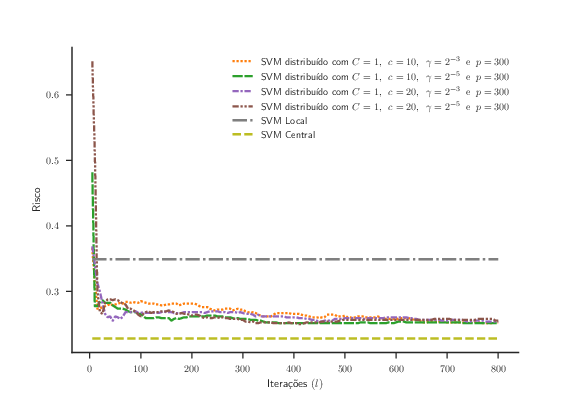 SVM distribuído com C = 1, c = 10, γ = 2⁻³ e p = 300
SVM distribuído com C = 1, c = 10, γ = 2⁻⁵ e p = 300
SVM distribuído com C = 1, c = 20, γ = 2⁻³ e p = 300
SVM distribuído com C = 1, c = 20, γ = 2⁻⁵ e p = 300
SVM Local
SVM Central
0.6
0.5
0.4
0.3
Risco
0 100 200 300 400 500 600 700 800
Iterações (l)